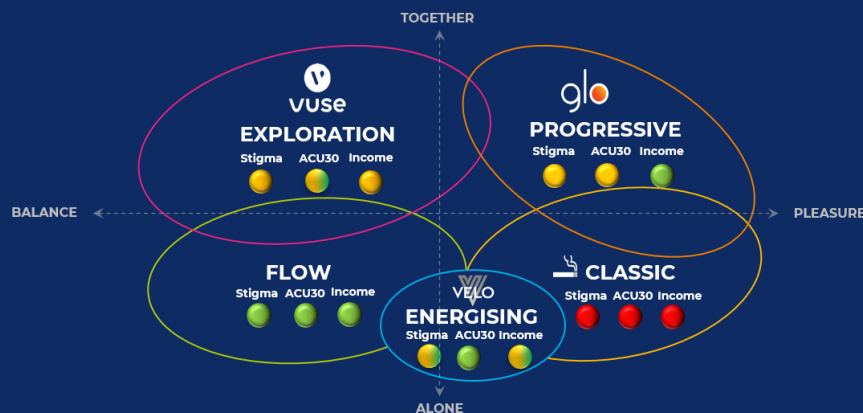 TOGETHER
VUSE
EXPLORATION
Stigma ACU30 Income
glo
PROGRESSIVE
Stigma ACU30 Income
BALANCE
PLEASURE
FLOW
Stigma ACU30 Income
VELO
ENERGISING
Stigma ACU30 Income
CLASSIC
Stigma ACU30 Income
ALONE